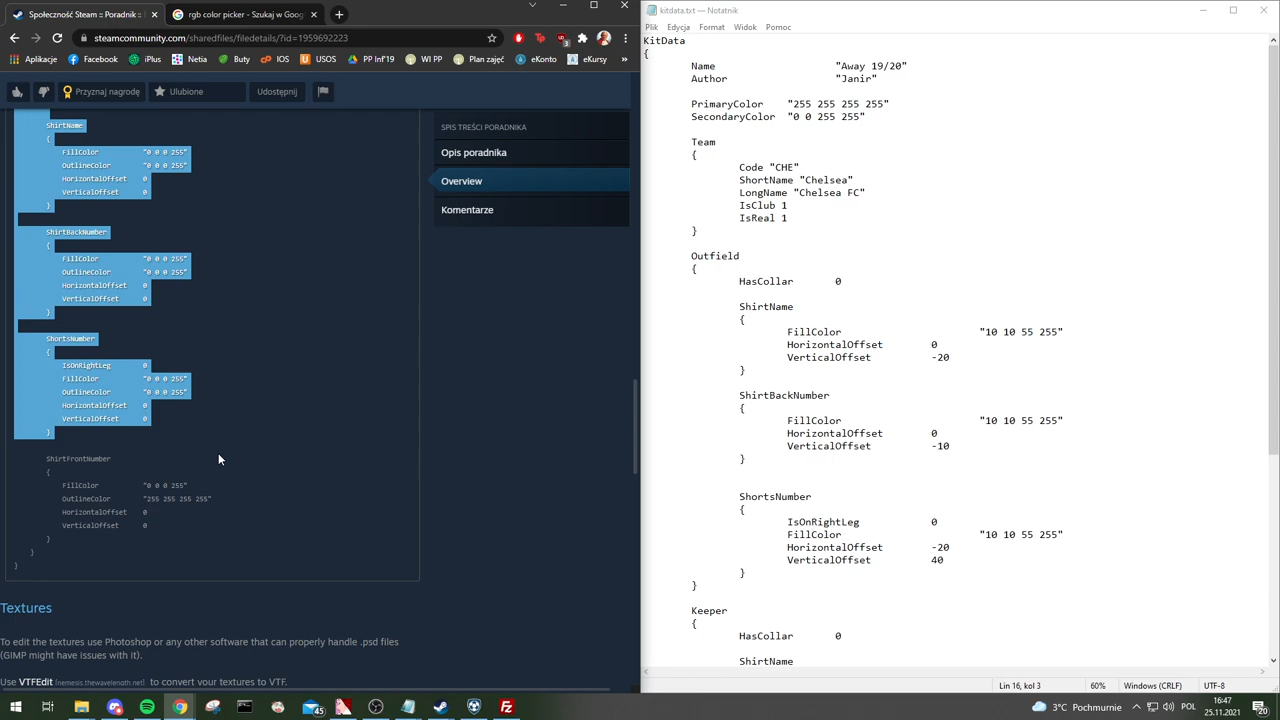 Społeczność Steam :: Poradnik ::
rgb color picker - Szukaj w Goog
steamcommunity.com/sharedfiles/filedetails/?id=1959692223
Aplikacje
Facebook
iPlus
Netia
Buły
IOS
USOS
GD
F19
WI PP
PP
eKonto
eKursy
Przyznaj nagrodę
Ulubione
Udostępnij
ShirtName
{
FillColor "0 0 0 255"
OutlineColor "0 0 0 255"
HorizontalOffset 0
VerticalOffset 0
}
ShirtBackNumber
{
FillColor "0 0 0 255"
OutlineColor "0 0 0 255"
HorizontalOffset 0
VerticalOffset 0
}
ShortsNumber
{
IsOnRightLeg 0
FillColor "0 0 0 255"
OutlineColor "0 0 0 255"
HorizontalOffset 0
VerticalOffset 0
}
ShirtFrontNumber
{
FillColor "0 0 0 255"
OutlineColor "255 255 255 255"
HorizontalOffset 0
VerticalOffset 0
}
}
}
Textures
To edit the textures use Photoshop or any other software that can properly handle .psd files
(GIMP might have issues with it).
Use VTFEdit [nemesis.thewavelength.net] to convert your textures to VTF.
SPIS TREŚCI PORADNIKA
Opis poradnika
Overview
Komentarze
kitdata.txt — Notatnik
Plik Edycja Format Widok Pomoc
KitData
{
Name "Away 19/20"
Author "Janir"
PrimaryColor "255 255 255 255"
SecondaryColor "0 0 255 255"
Team
{
Code "CHE"
ShortName "Chelsea"
LongName "Chelsea FC"
IsClub 1
IsReal 1
}
Outfield
{
HasCollar 0
ShirtName
{
FillColor "10 10 55 255"
HorizontalOffset 0
VerticalOffset -20
}
ShirtBackNumber
{
FillColor "10 10 55 255"
HorizontalOffset 0
VerticalOffset -10
}
ShortsNumber
{
IsOnRightLeg 0
FillColor "10 10 55 255"
HorizontalOffset -20
VerticalOffset 40
}
}
Keeper
{
HasCollar 0
ShirtName
Lin 16, kol 3 60% Windows (CRLF) UTF-8
45
3°C Pochmurnie
POL
16:47
25.11.2021
20